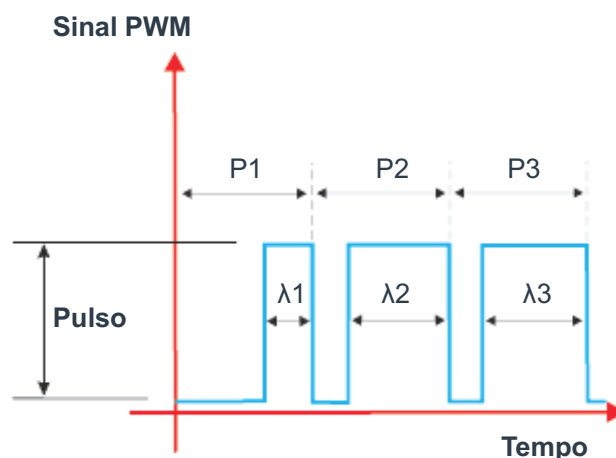 Sinal PWM
P1 P2 P3
λ1 λ2 λ3
Pulso
Tempo